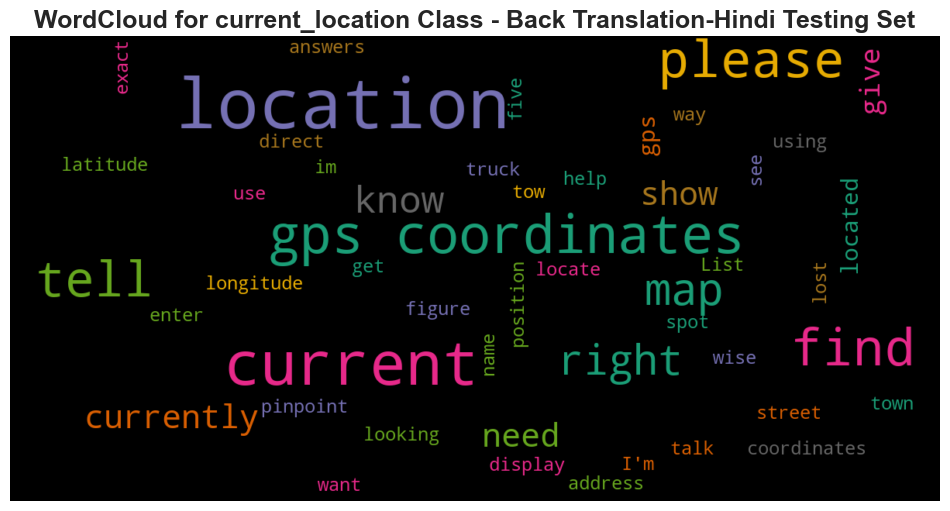 WordCloud for current_location Class - Back Translation-Hindi Testing Set
exact
answers
please
give
location
five
gps
way
direct
using
latitude
im
truck
help
see
use
know
tow
show
located
gps coordinates
tell
longitude
get
locate
List
lost
position
map
enter
figure
spot
name
current
right
wise
find
currently
pinpoint
street
town
looking
need
talk
coordinates
display
I'm
want
address